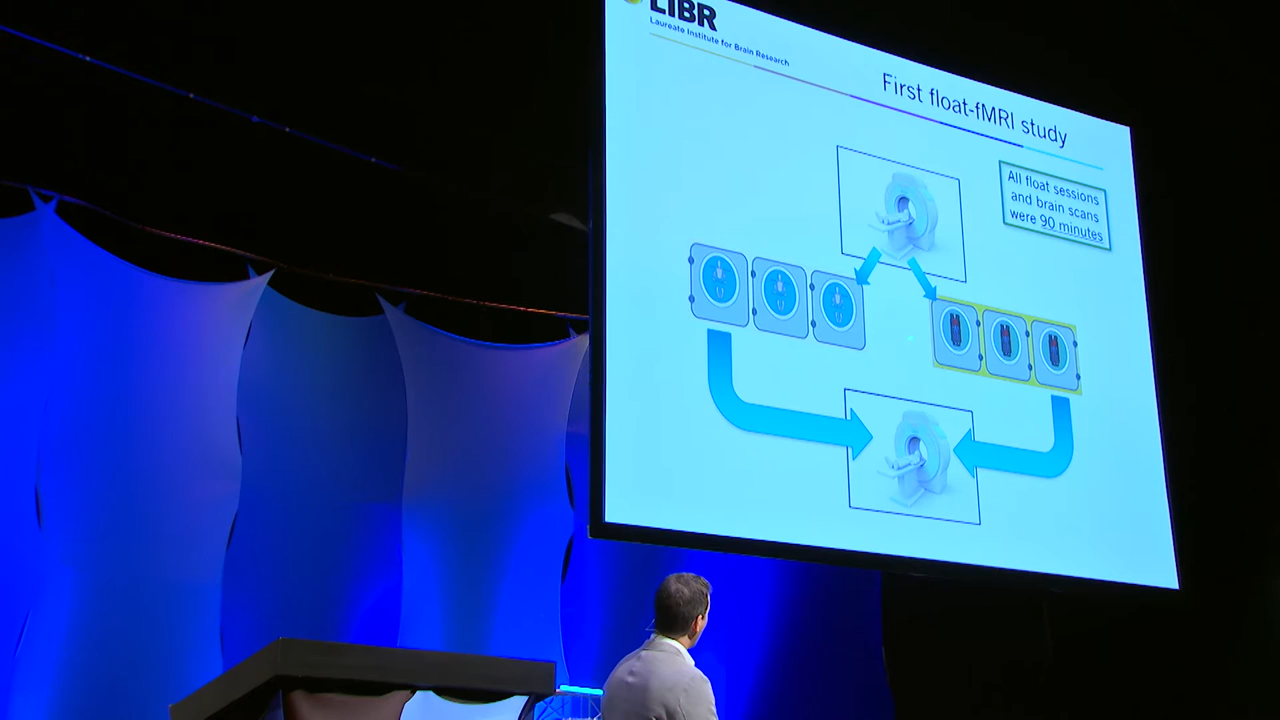 LIBR
Laureate Institute for Brain Research
First float-fMRI study
All float sessions
and brain scans
were 90 minutes